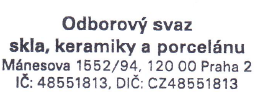 Odborový svaz
skla, keramiky a porcelánu
Mánesova 1552/94, 120 00 Praha 2
IČ: 48551813, DIČ: CZ48551813